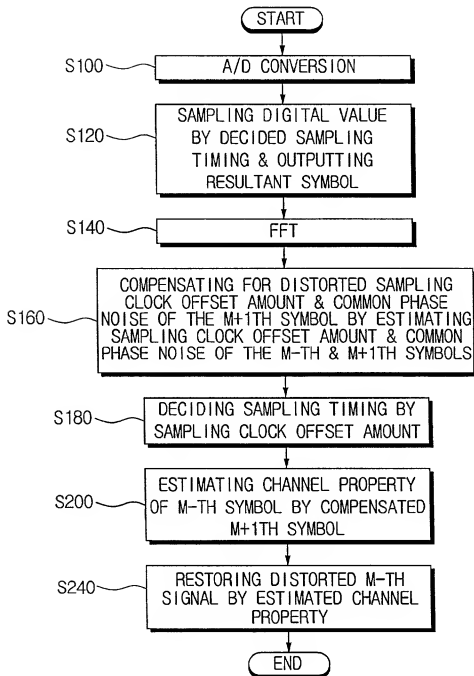 START
S100
A/D CONVERSION
S120
SAMPLING DIGITAL VALUE
BY DECIDED SAMPLING
TIMING & OUTPUTTING
RESULTANT SYMBOL
S140
FFT
S160
COMPENSATING FOR DISTORTED SAMPLING
CLOCK OFFSET AMOUNT & COMMON PHASE
NOISE OF THE M+1TH SYMBOL BY ESTIMATING
SAMPLING CLOCK OFFSET AMOUNT & COMMON
PHASE NOISE OF THE M-TH & M+1TH SYMBOLS
S180
DECIDING SAMPLING TIMING BY
SAMPLING CLOCK OFFSET AMOUNT
S200
ESTIMATING CHANNEL PROPERTY
OF M-TH SYMBOL BY COMPENSATED
M+1TH SYMBOL
S240
RESTORING DISTORTED M-TH
SIGNAL BY ESTIMATED CHANNEL
PROPERTY
END